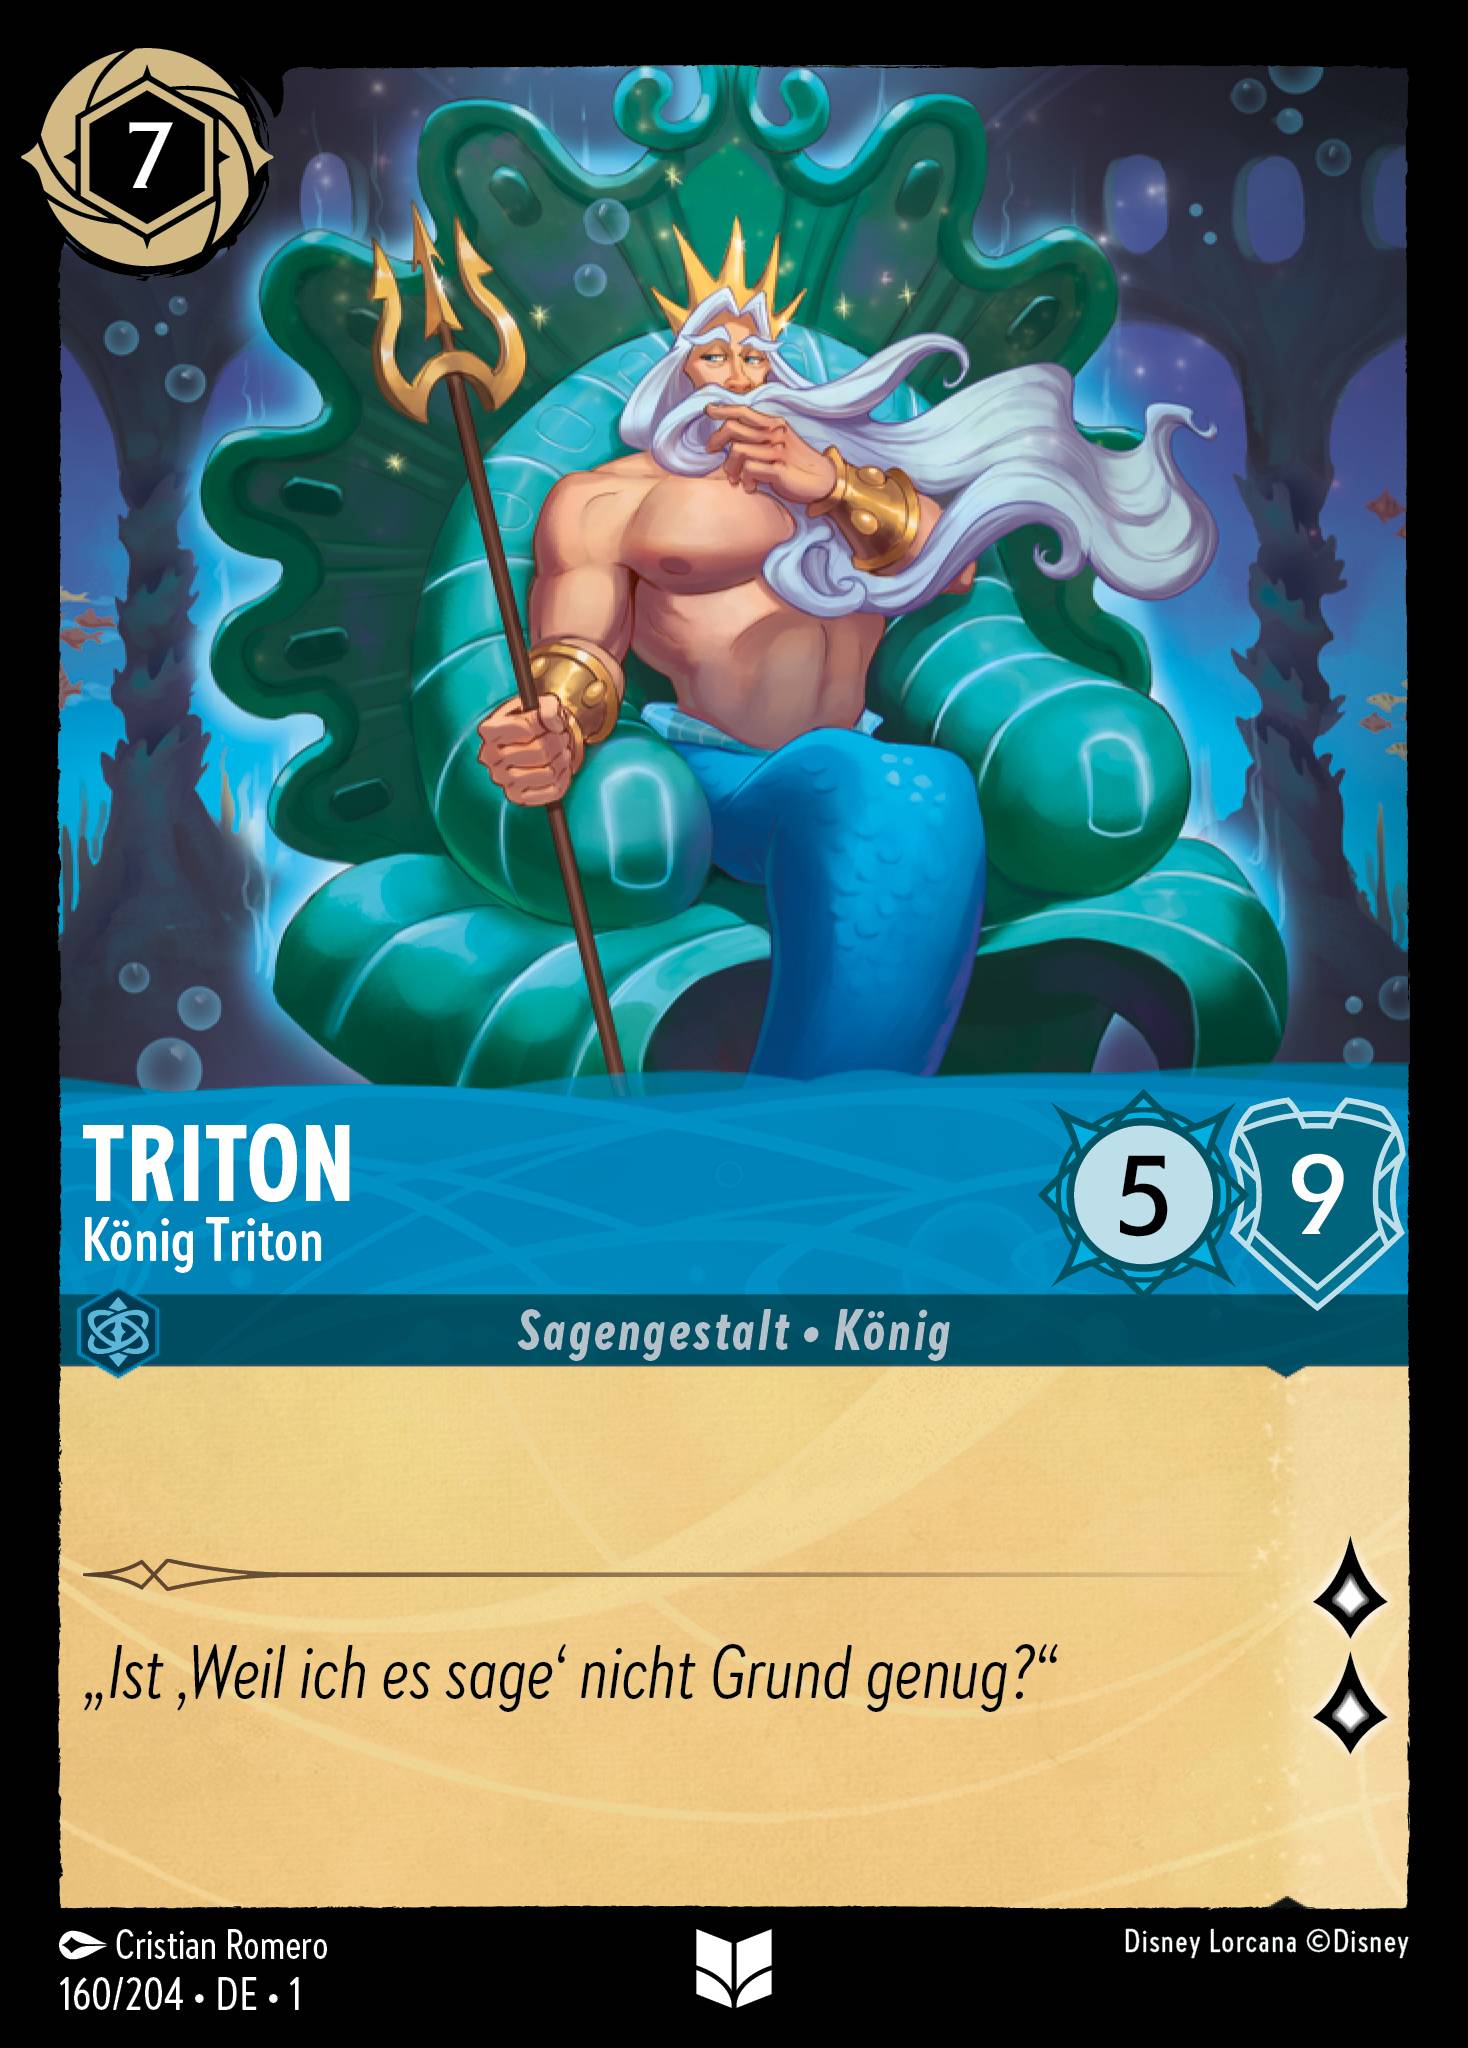 7
TRITON
König Triton
5
9
Sagengestalt • König
„Ist ‚Weil ich es sage‘ nicht Grund genug?“
Cristian Romero
160/204 • DE • 1
Disney Lorcana ©Disney